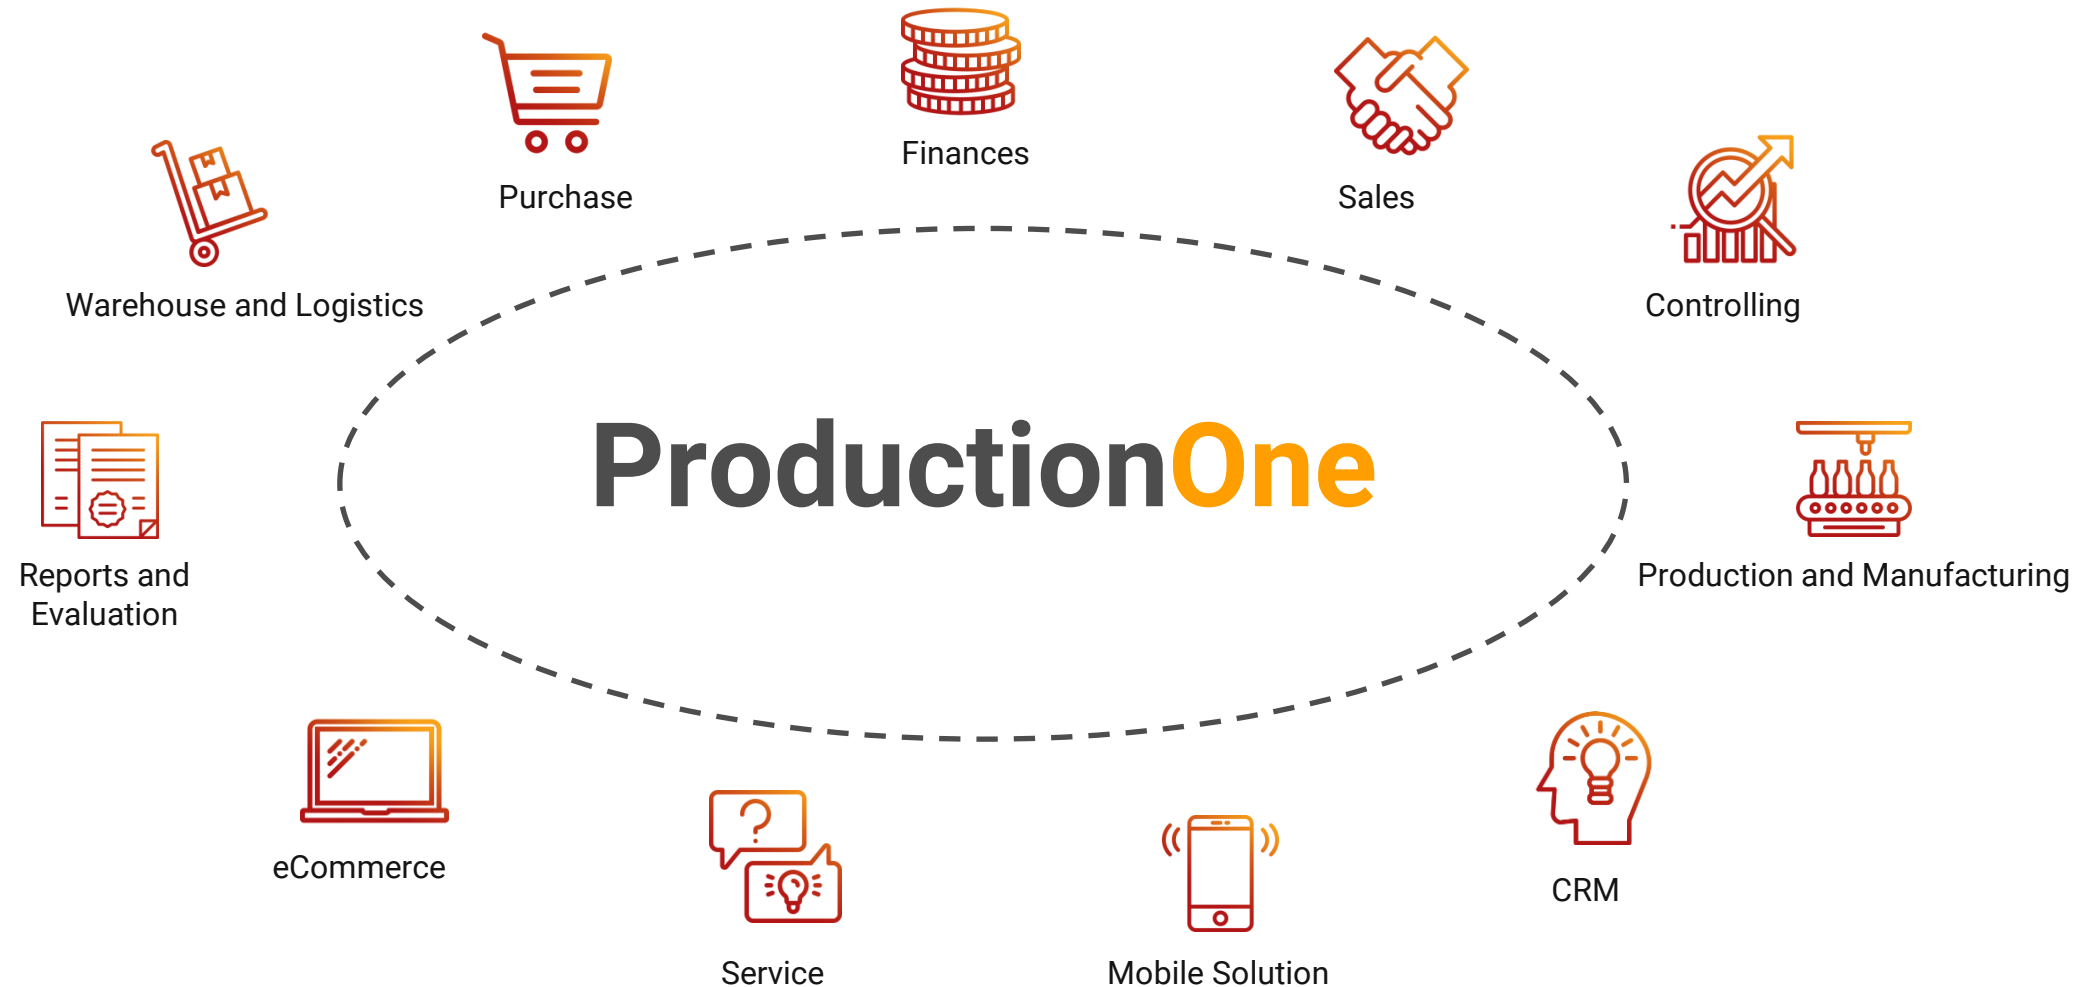 Finances
Purchase
Sales
Warehouse and Logistics
Controlling
ProductionOne
Reports and
Evaluation
Production and Manufacturing
eCommerce
CRM
Service
Mobile Solution